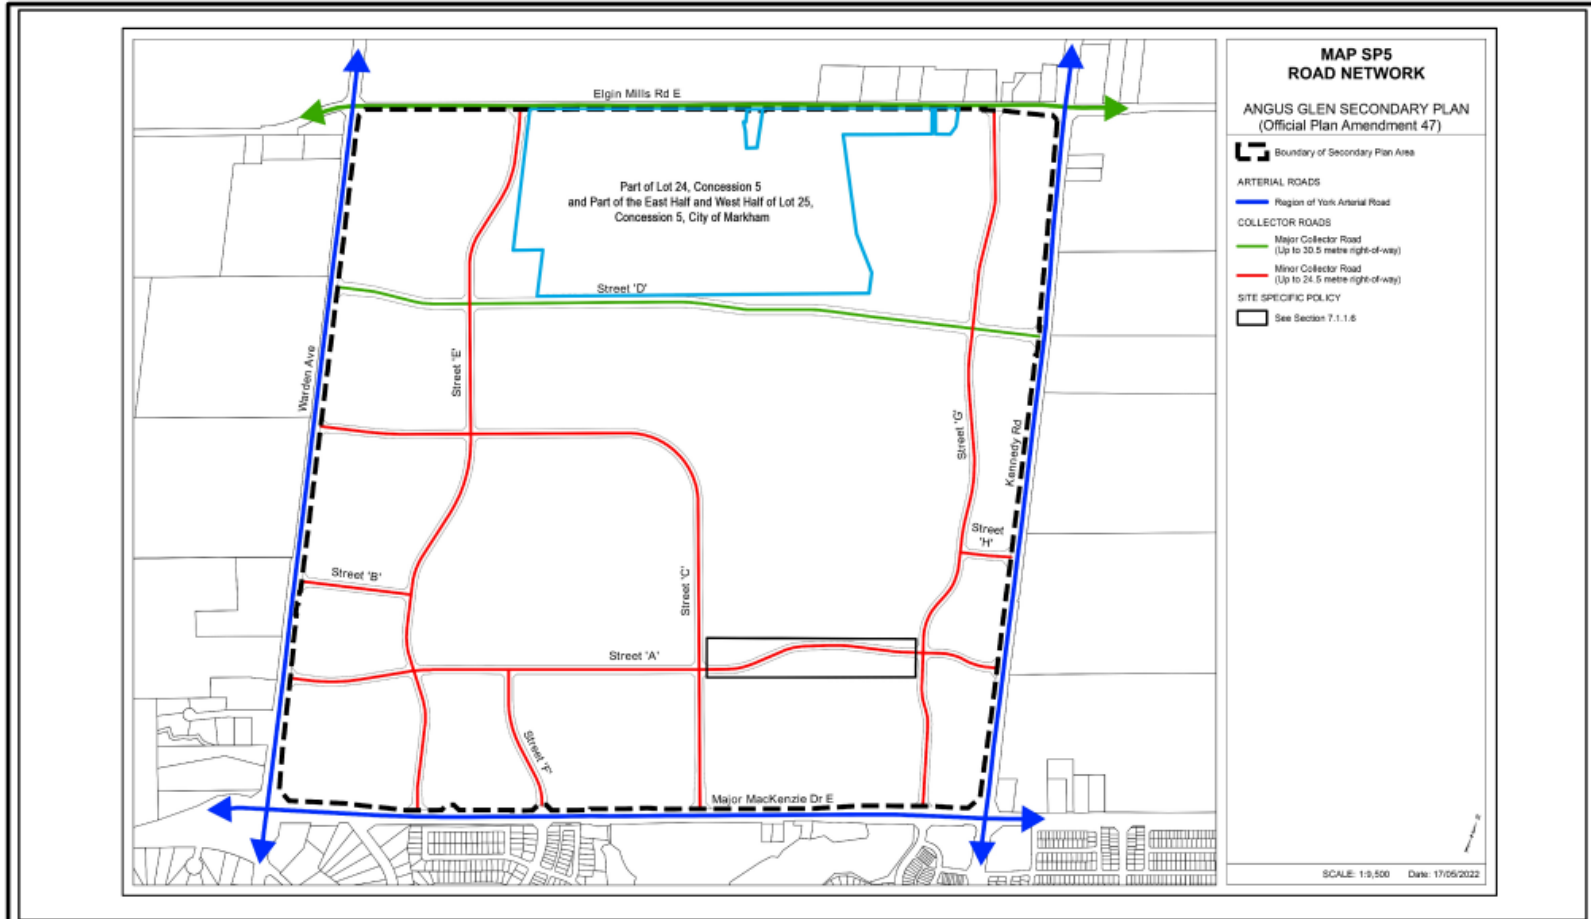 MAP SP5
ROAD NETWORK
ANGUS GLEN SECONDARY PLAN
(Official Plan Amendment 47)
Boundary of Secondary Plan Area
ARTERIAL ROADS
Region of York Arterial Road
COLLECTOR ROADS
Major Collector Road
(Up to 30.5 metre right-of-way)
Minor Collector Road
(Up to 24.5 metre right-of-way)
SITE SPECIFIC POLICY
See Section 7.1.1.6
Elgin Mills Rd E
Part of Lot 24, Concession 5
and Part of the East Half and West Half of Lot 25,
Concession 5, City of Markham
Street 'D'
Warden Ave
Street 'E'
Street 'G'
Kennedy Rd
Street
'H'
Street 'B'
Street 'C'
Street 'A'
Street 'F'
Major MacKenzie Dr E
SCALE: 1:9,500 Date: 17/05/2022